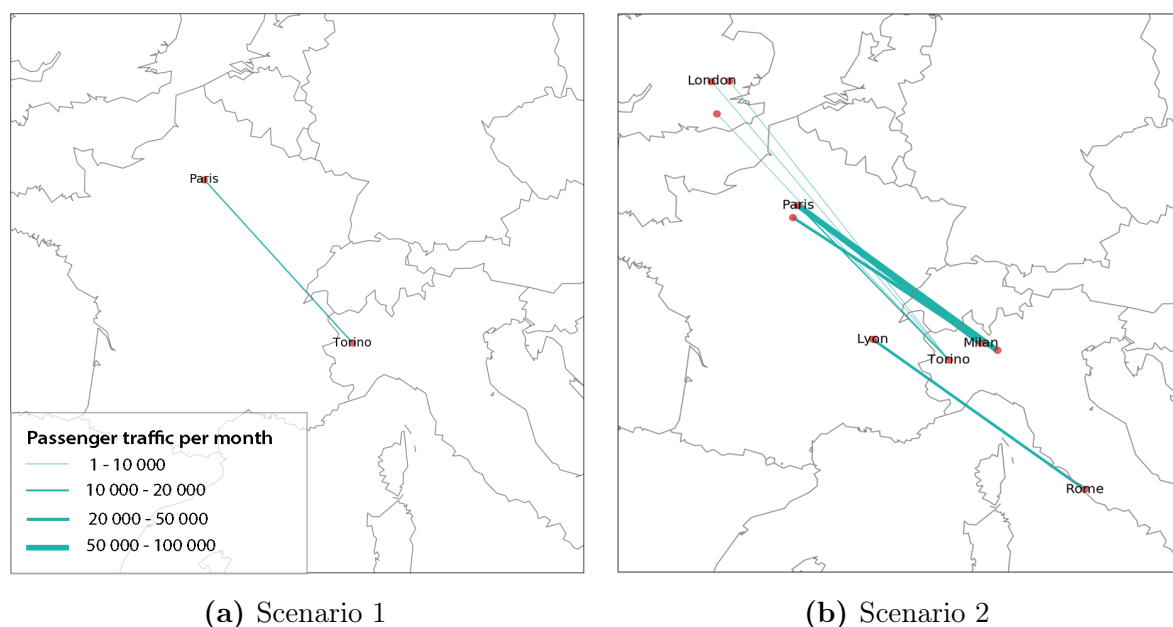 Paris
Torino
Passenger traffic per month
1 - 10 000
10 000 - 20 000
20 000 - 50 000
50 000 - 100 000
London
Paris
Lyon
Milan
Torino
Rome
(a) Scenario 1
(b) Scenario 2